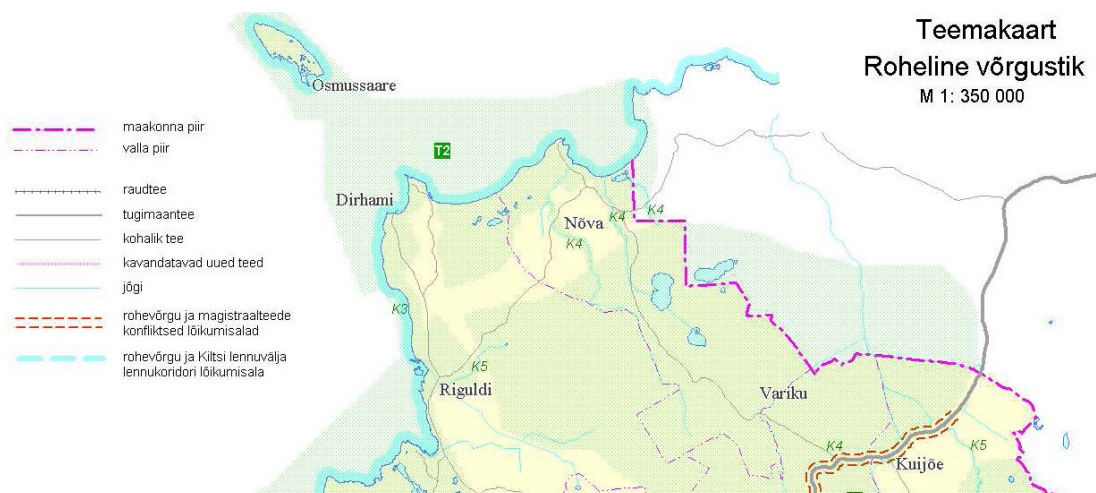 Teemakaart
Roheline võrgustik
M 1: 350 000
maakonna piir
valla piir
raudtee
tugimaantee
kohalik tee
kavandatavad uued teed
jõgi
rohevõrgu ja magistraalteede
konfliktsed lõikumisalad
rohevõrgu ja Kiltsi lennuvälja
lennukoridori lõikumisala
Osmussaare
T2
Dirhami
Nõva
K4
K4
K4
K3
K5
Riguldi
Variku
K4
Kuijõe
K5